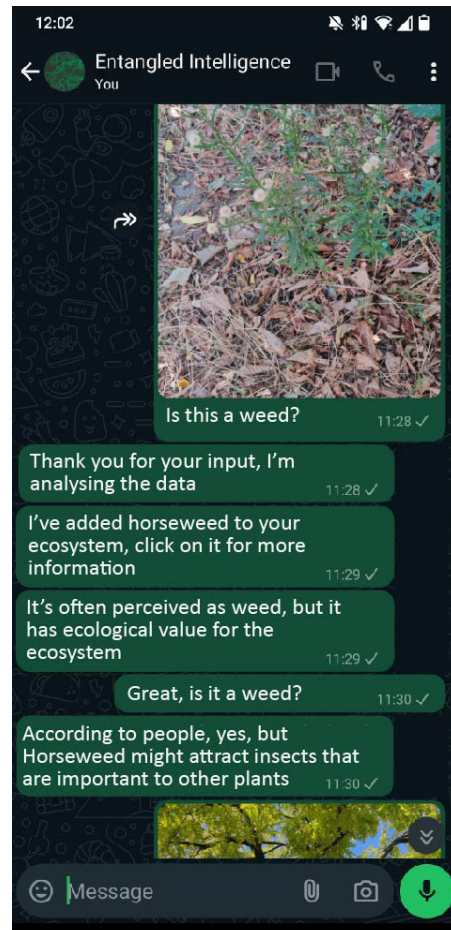 12:02
Entangled Intelligence
You
Is this a weed?
11:28
Thank you for your input, I’m
analysing the data
11:28
I’ve added horseweed to your
ecosystem, click on it for more
information
11:29
It’s often perceived as weed, but it
has ecological value for the
ecosystem
11:29
Great, is it a weed?
11:30
According to people, yes, but
Horseweed might attract insects that
are important to other plants
11:30
Message